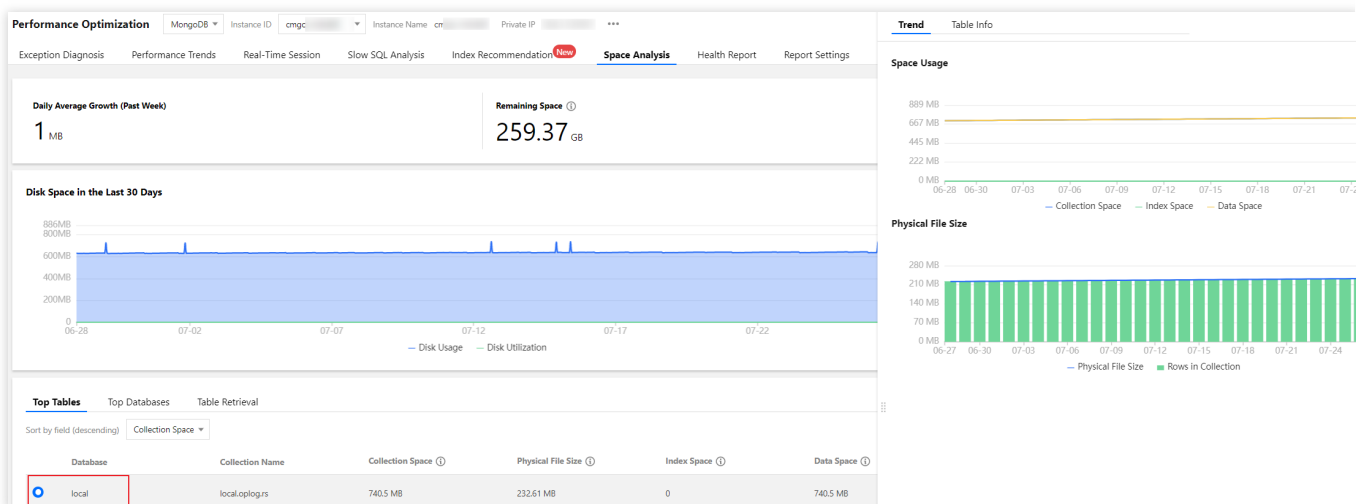 Performance Optimization MongoDB Instance ID cmgc Instance Name cm Private IP •••
Exception Diagnosis Performance Trends Real-Time Session Slow SQL Analysis Index Recommendation New Space Analysis Health Report Report Settings
Daily Average Growth (Past Week)
1 MB
Remaining Space
259.37 GB
Disk Space in the Last 30 Days
886MB
800MB
600MB
400MB
200MB
0
06-28 07-02 07-07 07-12 07-17 07-22
Disk Usage Disk Utilization
Top Tables Top Databases Table Retrieval
Sort by field (descending) Collection Space
Database Collection Name Collection Space Physical File Size Index Space Data Space
local local.oplog.rs 740.5 MB 232.61 MB 0 740.5 MB
Trend Table Info
Space Usage
889 MB
667 MB
445 MB
222 MB
0 MB
06-28 06-30 07-03 07-06 07-09 07-12 07-15 07-18 07-21 07-2
Collection Space Index Space Data Space
Physical File Size
280 MB
210 MB
140 MB
70 MB
0 MB
06-27 06-30 07-03 07-06 07-09 07-12 07-15 07-18 07-21 07-24
Physical File Size Rows in Collection